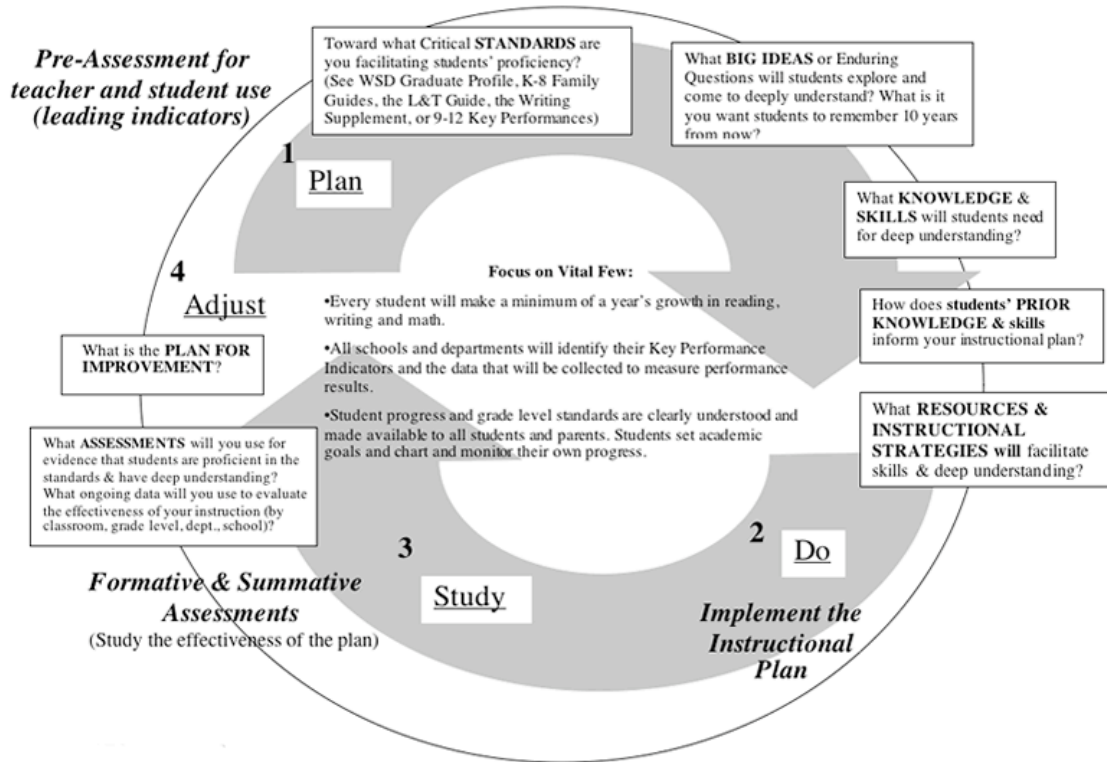 Pre-Assessment for
teacher and student use
(leading indicators)
Toward what Critical STANDARDS are
you facilitating students' proficiency?
(See WSD Graduate Profile, K-8 Family
Guides, the L&T Guide, the Writing
Supplement, or 9-12 Key Performances)
What BIG IDEAS or Enduring
Questions will students explore and
come to deeply understand? What is it
you want students to remember 10 years
from now?
1
Plan
What KNOWLEDGE &
SKILLS will students need
for deep understanding?
How does students' PRIOR
KNOWLEDGE & skills
inform your instructional plan?
What RESOURCES &
INSTRUCTIONAL
STRATEGIES will facilitate
skills & deep understanding?
Focus on Vital Few:
•Every student will make a minimum of a year's growth in reading,
writing and math.
•All schools and departments will identify their Key Performance
Indicators and the data that will be collected to measure performance
results.
•Student progress and grade level standards are clearly understood and
made available to all students and parents. Students set academic
goals and chart and monitor their own progress.
2
Do
Implement the
Instructional
Plan
3
Study
Formative & Summative
Assessments
(Study the effectiveness of the plan)
What ASSESSMENTS will you use for
evidence that students are proficient in the
standards & have deep understanding?
What ongoing data will you use to evaluate
the effectiveness of your instruction (by
classroom, grade level, dept., school)?
4
Adjust
What is the PLAN FOR
IMPROVEMENT?